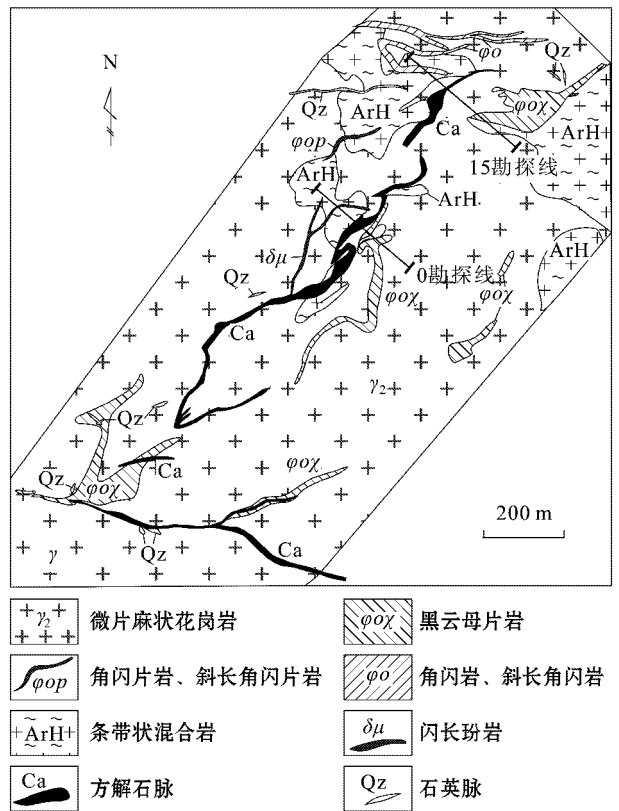 N
φο
Qz
Qz
ArH
Ca
φοχ
ArH
φop
15勘探线
ArH
ArH
ArH
δμ
Qz
0勘探线
φοχ
φοχ
Ca
γ₂
Qz
Ca
φοχ
Qz
φοχ
200 m
γ
Qz
Ca
γ₂ 微片麻状花岗岩
φοχ 黑云母片岩
φop 角闪片岩、斜长角闪片岩
φο 角闪岩、斜长角闪岩
ArH 条带状混合岩
δμ 闪长玢岩
Ca 方解石脉
Qz 石英脉